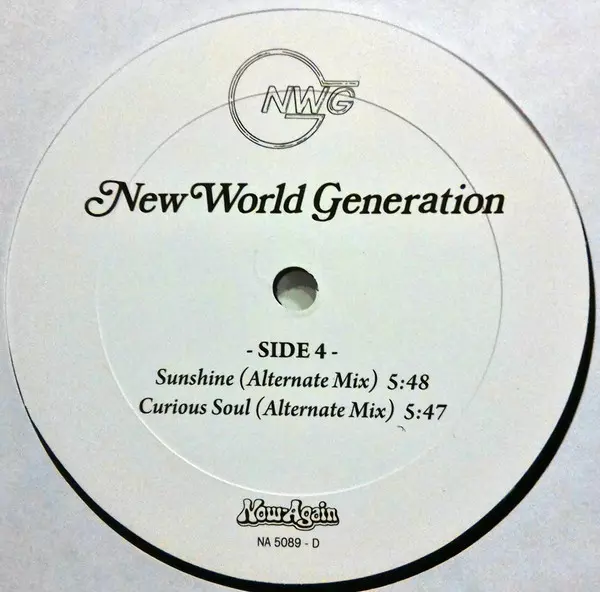 NWG
New World Generation
- SIDE 4 -
Sunshine (Alternate Mix) 5:48
Curious Soul (Alternate Mix) 5:47
Now-Again
NA 5089 - D